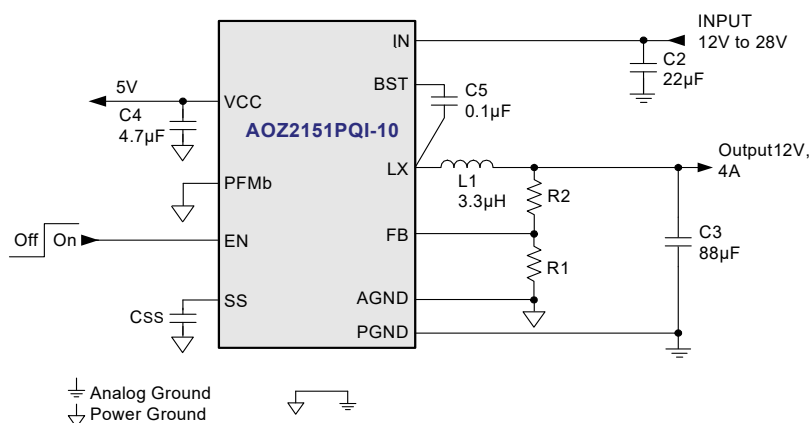 INPUT
12V to 28V
IN
C2
22µF
BST
C5
0.1µF
5V
VCC
C4
4.7µF
AOZ2151PQI-10
LX
L1
3.3µH
Output12V,
4A
PFMb
R2
Off
On
EN
FB
C3
88µF
R1
SS
CSS
AGND
PGND
Analog Ground
Power Ground